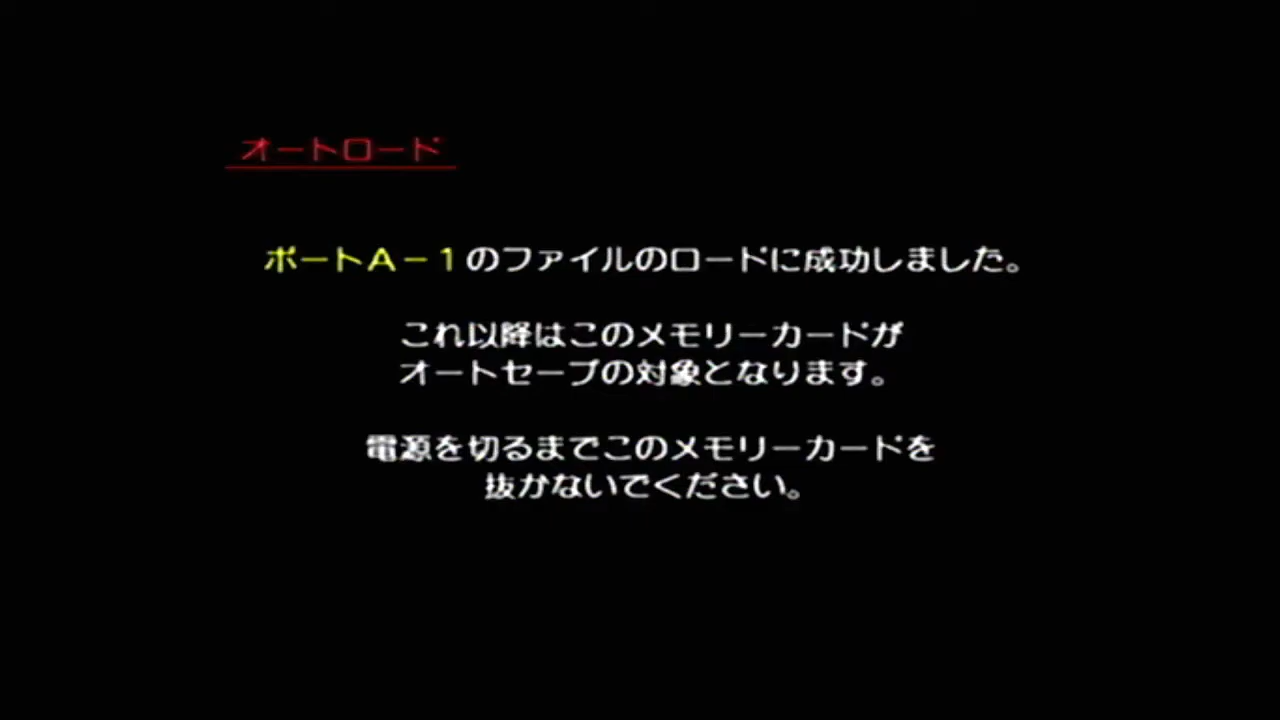 オートロード
ポートA－1のファイルのロードに成功しました。
これ以降はこのメモリーカードが
オートセーブの対象となります。
電源を切るまでこのメモリーカードを
抜かないでください。